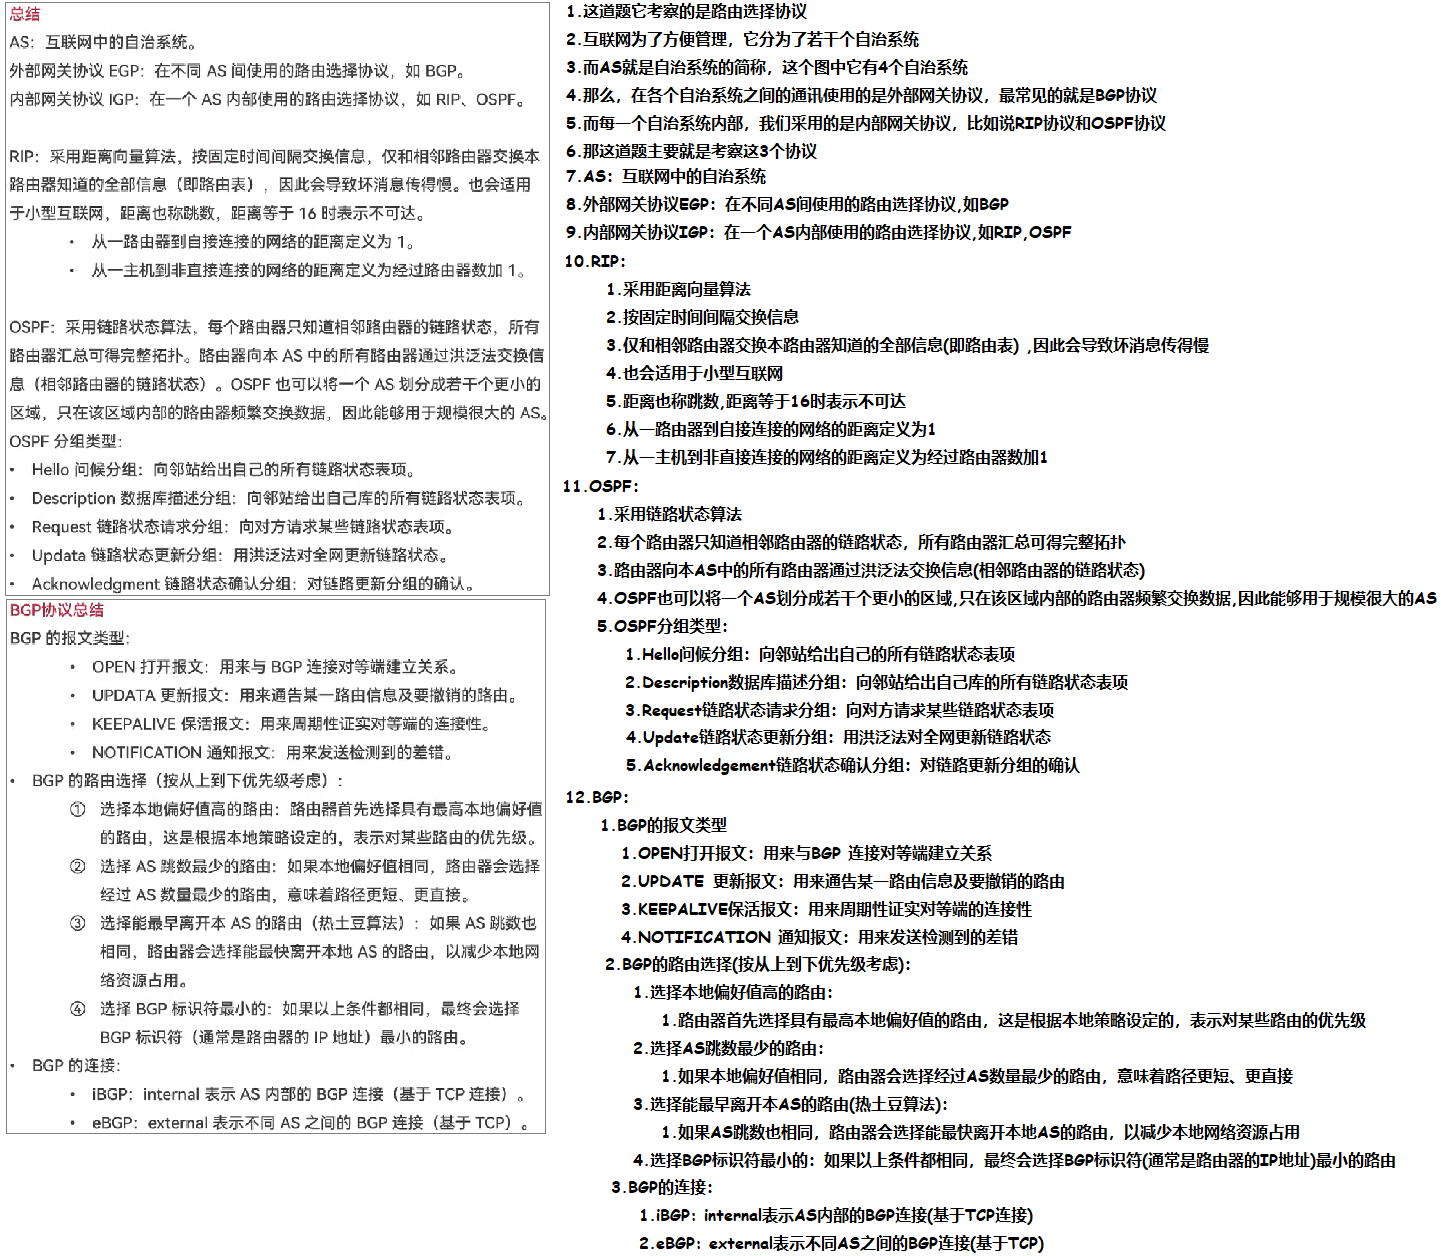 总结
AS：互联网中的自治系统。
外部网关协议 EGP：在不同 AS 间使用的路由选择协议，如 BGP。
内部网关协议 IGP：在一个 AS 内部使用的路由选择协议，如 RIP、OSPF。
RIP：采用距离向量算法，按固定时间间隔交换信息，仅和相邻路由器交换本
路由器知道的全部信息（即路由表），因此会导致坏消息传得慢。也会适用
于小型互联网，距离也称跳数，距离等于 16 时表示不可达。
• 从一路由器到自接连接的网络的距离定义为 1。
• 从一主机到非直接连接的网络的距离定义为经过路由器数加 1。
OSPF：采用链路状态算法，每个路由器只知道相邻路由器的链路状态，所有
路由器汇总可得完整拓扑。路由器向本 AS 中的所有路由器通过洪泛法交换信
息（相邻路由器的链路状态）。OSPF 也可以将一个 AS 划分成若干个更小的
区域，只在该区域内部的路由器频繁交换数据，因此能够用于规模很大的 AS。
OSPF 分组类型：
• Hello 问候分组：向邻站给出自己的所有链路状态表项。
• Description 数据库描述分组：向邻站给出自己库的所有链路状态表项。
• Request 链路状态请求分组：向对方请求某些链路状态表项。
• Updata 链路状态更新分组：用洪泛法对全网更新链路状态。
• Acknowledgment 链路状态确认分组：对链路更新分组的确认。
BGP协议总结
BGP 的报文类型：
• OPEN 打开报文：用来与 BGP 连接对等端建立关系。
• UPDATA 更新报文：用来通告某一路由信息及要撤销的路由。
• KEEPALIVE 保活报文：用来周期性证实对等端的连接性。
• NOTIFICATION 通知报文：用来发送检测到的差错。
• BGP 的路由选择（按从上到下优先级考虑）：
① 选择本地偏好值高的路由：路由器首先选择具有最高本地偏好值
的路由，这是根据本地策略设定的，表示对某些路由的优先级。
② 选择 AS 跳数最少的路由：如果本地偏好值相同，路由器会选择
经过 AS 数量最少的路由，意味着路径更短、更直接。
③ 选择能最早离开本 AS 的路由（热土豆算法）：如果 AS 跳数也
相同，路由器会选择能最快离开本地 AS 的路由，以减少本地网
络资源占用。
④ 选择 BGP 标识符最小的：如果以上条件都相同，最终会选择
BGP 标识符（通常是路由器的 IP 地址）最小的路由。
• BGP 的连接：
• iBGP：internal 表示 AS 内部的 BGP 连接（基于 TCP 连接）。
• eBGP：external 表示不同 AS 之间的 BGP 连接（基于 TCP）。
1.这道题它考察的是路由选择协议
2.互联网为了方便管理，它分为了若干个自治系统
3.而AS就是自治系统的简称，这个图中它有4个自治系统
4.那么，在各个自治系统之间的通讯使用的是外部网关协议，最常见的就是BGP协议
5.而每一个自治系统内部，我们采用的是内部网关协议，比如说RIP协议和OSPF协议
6.那这道题主要就是考察这3个协议
7.AS：互联网中的自治系统
8.外部网关协议EGP：在不同AS间使用的路由选择协议,如BGP
9.内部网关协议IGP：在一个AS内部使用的路由选择协议,如RIP,OSPF
10.RIP：
1.采用距离向量算法
2.按固定时间间隔交换信息
3.仅和相邻路由器交换本路由器知道的全部信息(即路由表) ,因此会导致坏消息传得慢
4.也会适用于小型互联网
5.距离也称跳数,距离等于16时表示不可达
6.从一路由器到自接连接的网络的距离定义为1
7.从一主机到非直接连接的网络的距离定义为经过路由器数加1
11.OSPF：
1.采用链路状态算法
2.每个路由器只知道相邻路由器的链路状态，所有路由器汇总可得完整拓扑
3.路由器向本AS中的所有路由器通过洪泛法交换信息(相邻路由器的链路状态)
4.OSPF也可以将一个AS划分成若干个更小的区域,只在该区域内部的路由器频繁交换数据,因此能够用于规模很大的AS
5.OSPF分组类型：
1.Hello问候分组：向邻站给出自己的所有链路状态表项
2.Description数据库描述分组：向邻站给出自己库的所有链路状态表项
3.Request链路状态请求分组：向对方请求某些链路状态表项
4.Update链路状态更新分组：用洪泛法对全网更新链路状态
5.Acknowledgement链路状态确认分组：对链路更新分组的确认
12.BGP：
1.BGP的报文类型
1.OPEN打开报文：用来与BGP 连接对等端建立关系
2.UPDATE 更新报文：用来通告某一路由信息及要撤销的路由
3.KEEPALIVE保活报文：用来周期性证实对等端的连接性
4.NOTIFICATION 通知报文：用来发送检测到的差错
2.BGP的路由选择(按从上到下优先级考虑)：
1.选择本地偏好值高的路由：
1.路由器首先选择具有最高本地偏好值的路由，这是根据本地策略设定的，表示对某些路由的优先级
2.选择AS跳数最少的路由：
1.如果本地偏好值相同，路由器会选择经过AS数量最少的路由，意味着路径更短、更直接
3.选择能最早离开本AS的路由(热土豆算法)：
1.如果AS跳数也相同，路由器会选择能最快离开本地AS的路由，以减少本地网络资源占用
4.选择BGP标识符最小的：如果以上条件都相同，最终会选择BGP标识符(通常是路由器的IP地址)最小的路由
3.BGP的连接：
1.iBGP：internal表示AS内部的BGP连接(基于TCP连接)
2.eBGP：external表示不同AS之间的BGP连接(基于TCP)